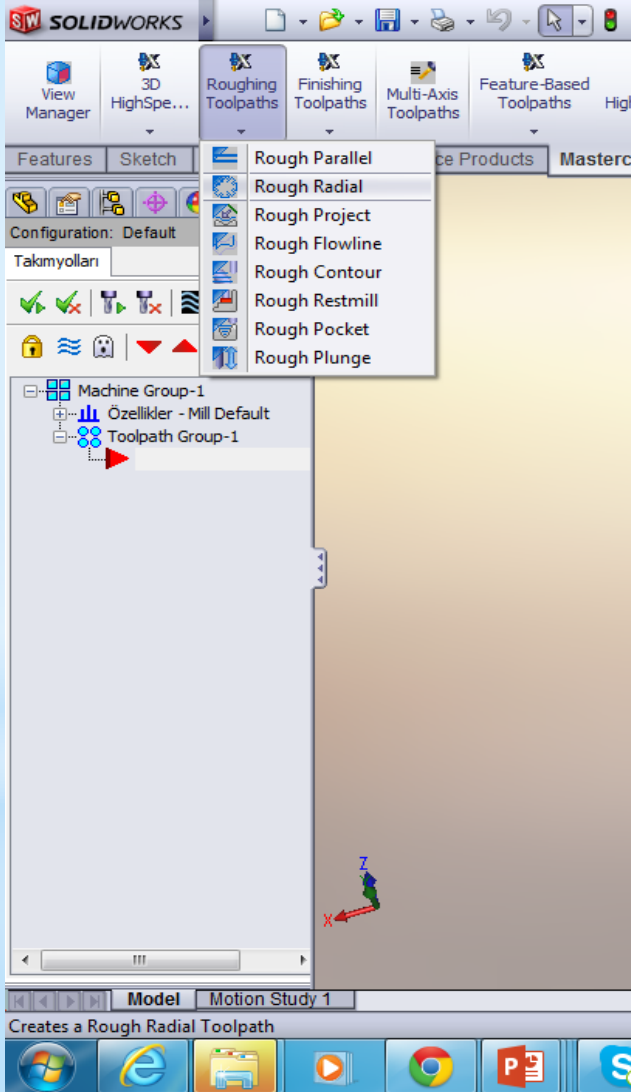 SOLIDWORKS
View Manager
3D HighSpe...
Roughing Toolpaths
Finishing Toolpaths
Multi-Axis Toolpaths
Feature-Based Toolpaths
High
Features
Sketch
ce Products
Masterc
Rough Parallel
Rough Radial
Rough Project
Rough Flowline
Rough Contour
Rough Restmill
Rough Pocket
Rough Plunge
Configuration: Default
Takımyolları
Machine Group-1
Özellikler - Mill Default
Toolpath Group-1
Z
X
Model
Motion Study 1
Creates a Rough Radial Toolpath